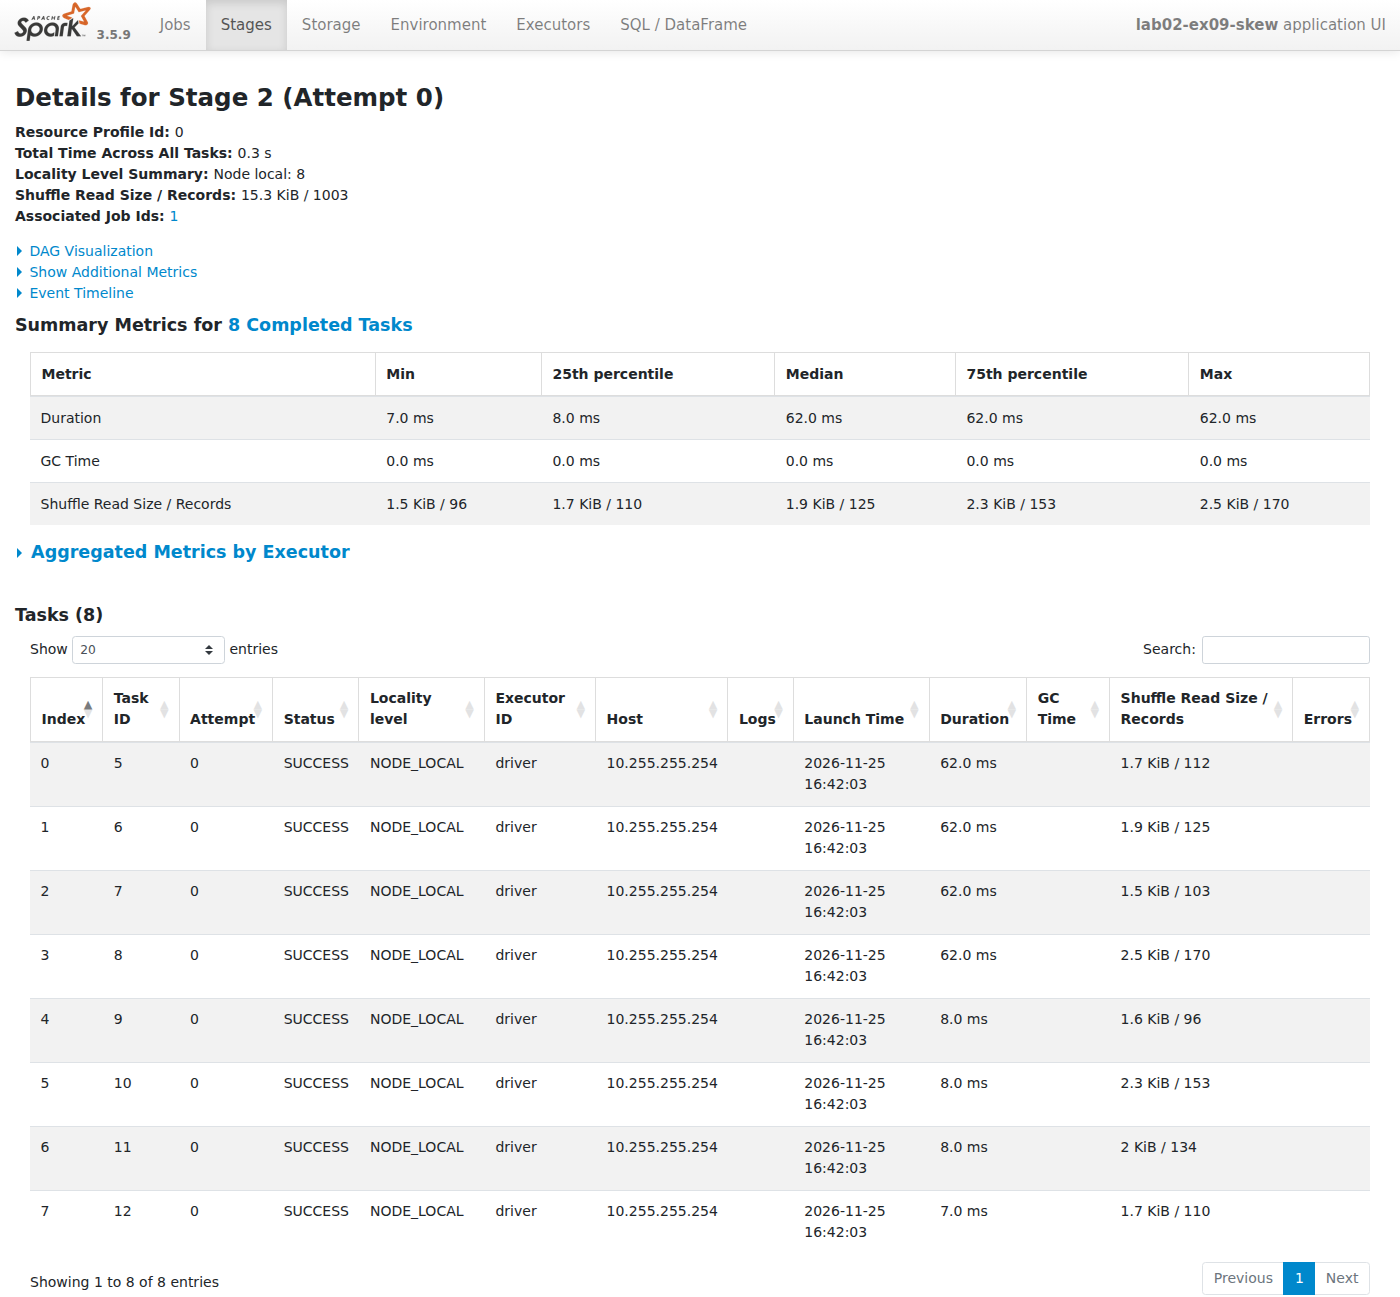 APACHE
Spark 3.5.9 Jobs Stages Storage Environment Executors SQL / DataFrame lab02-ex09-skew application UI
Details for Stage 2 (Attempt 0)
Resource Profile Id: 0
Total Time Across All Tasks: 0.3 s
Locality Level Summary: Node local: 8
Shuffle Read Size / Records: 15.3 KiB / 1003
Associated Job Ids: 1
DAG Visualization
Show Additional Metrics
Event Timeline
Summary Metrics for 8 Completed Tasks
Metric Min 25th percentile Median 75th percentile Max
Duration 7.0 ms 8.0 ms 62.0 ms 62.0 ms 62.0 ms
GC Time 0.0 ms 0.0 ms 0.0 ms 0.0 ms 0.0 ms
Shuffle Read Size / Records 1.5 KiB / 96 1.7 KiB / 110 1.9 KiB / 125 2.3 KiB / 153 2.5 KiB / 170
Aggregated Metrics by Executor
Tasks (8)
Show 20 entries Search:
Index Task ID Attempt Status Locality level Executor ID Host Logs Launch Time Duration GC Time Shuffle Read Size / Records Errors
0 5 0 SUCCESS NODE_LOCAL driver 10.255.255.254 2026-11-25 16:42:03 62.0 ms 1.7 KiB / 112
1 6 0 SUCCESS NODE_LOCAL driver 10.255.255.254 2026-11-25 16:42:03 62.0 ms 1.9 KiB / 125
2 7 0 SUCCESS NODE_LOCAL driver 10.255.255.254 2026-11-25 16:42:03 62.0 ms 1.5 KiB / 103
3 8 0 SUCCESS NODE_LOCAL driver 10.255.255.254 2026-11-25 16:42:03 62.0 ms 2.5 KiB / 170
4 9 0 SUCCESS NODE_LOCAL driver 10.255.255.254 2026-11-25 16:42:03 8.0 ms 1.6 KiB / 96
5 10 0 SUCCESS NODE_LOCAL driver 10.255.255.254 2026-11-25 16:42:03 8.0 ms 2.3 KiB / 153
6 11 0 SUCCESS NODE_LOCAL driver 10.255.255.254 2026-11-25 16:42:03 8.0 ms 2 KiB / 134
7 12 0 SUCCESS NODE_LOCAL driver 10.255.255.254 2026-11-25 16:42:03 7.0 ms 1.7 KiB / 110
Showing 1 to 8 of 8 entries Previous 1 Next